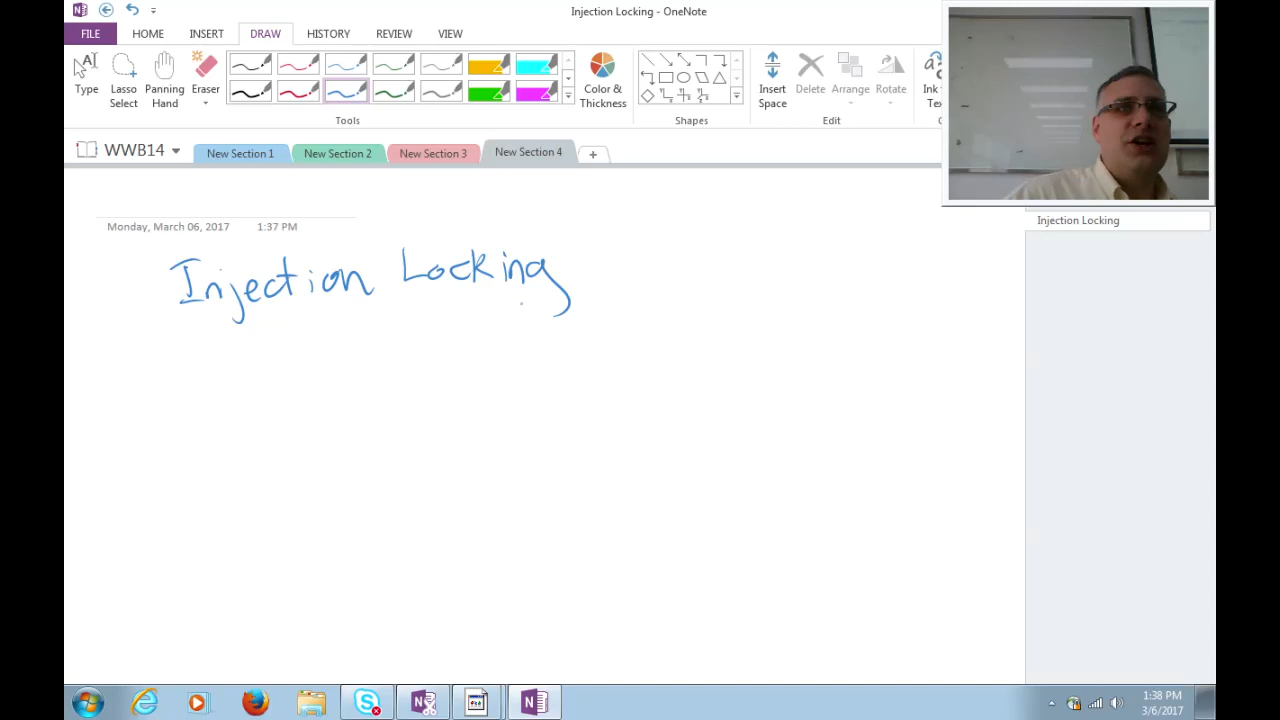 Injection Locking - OneNote
FILE HOME INSERT DRAW HISTORY REVIEW VIEW
Type
Lasso Select
Panning Hand
Eraser
Color & Thickness
Insert Space
Delete
Arrange
Rotate
Ink to
Tools
Shapes
Edit
WWB14
New Section 1
New Section 2
New Section 3
New Section 4
Injection Locking
Monday, March 06, 2017 1:37 PM
Injection Locking
1:38 PM
3/6/2017